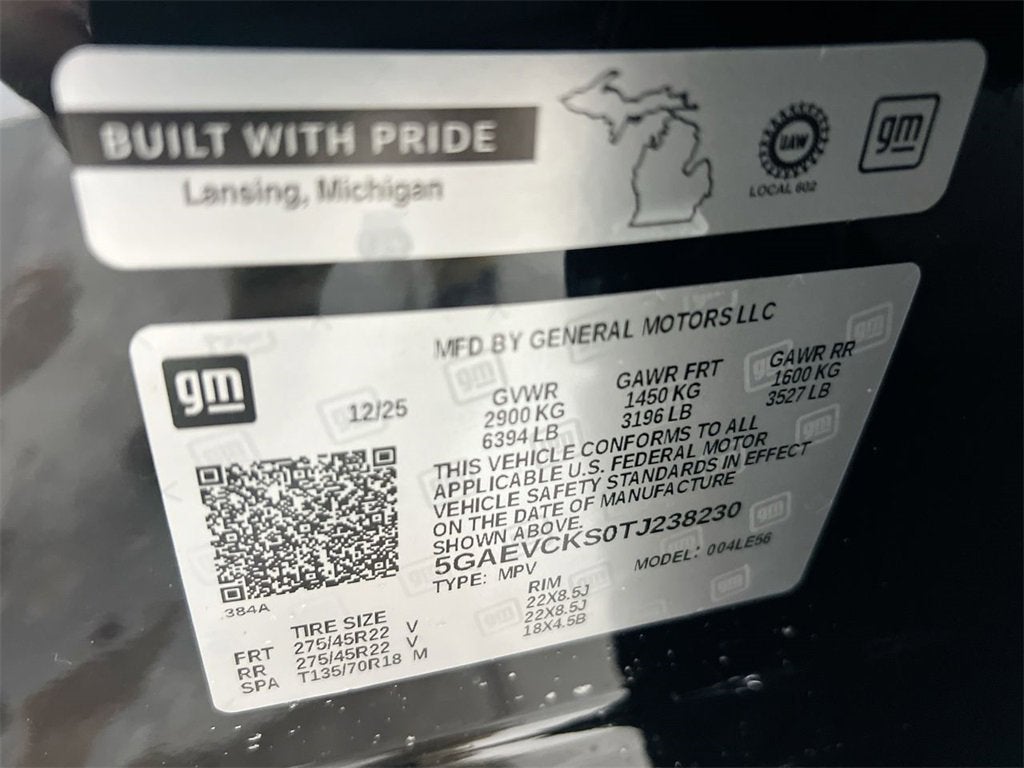 BUILT WITH PRIDE
Lansing, Michigan
UAW
LOCAL 602
gm
gm
MFD BY GENERAL MOTORS LLC
12/25
GVWR
2900 KG
6394 LB
GAWR FRT
1450 KG
3196 LB
GAWR RR
1600 KG
3527 LB
THIS VEHICLE CONFORMS TO ALL
APPLICABLE U.S. FEDERAL MOTOR
VEHICLE SAFETY STANDARDS IN EFFECT
ON THE DATE OF MANUFACTURE
SHOWN ABOVE.
5GAEVCKS0TJ238230
TYPE: MPV
MODEL: 004LE56
384A
TIRE SIZE
RIM
FRT 275/45R22 V 22X8.5J
RR 275/45R22 V 22X8.5J
SPA T135/70R18 M 18X4.5B